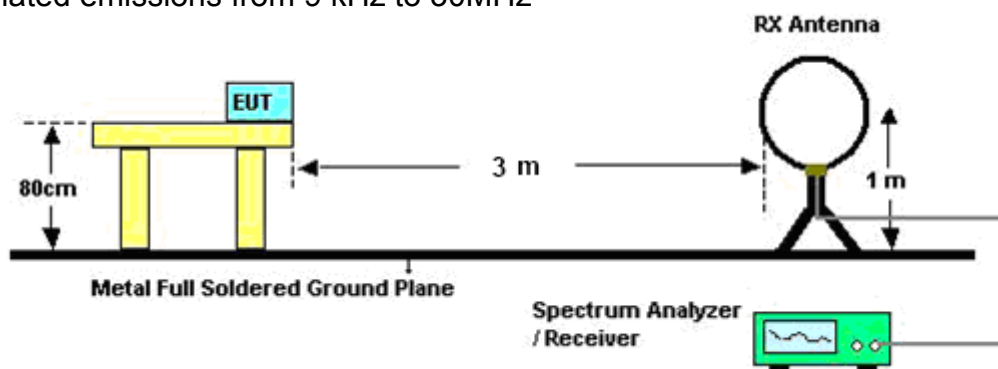 emissions from 9 kHz to
RX Antenna
EUT
80cm
3 m
1 m
Metal Full Soldered Ground Plane
Spectrum Analyzer
/ Receiver